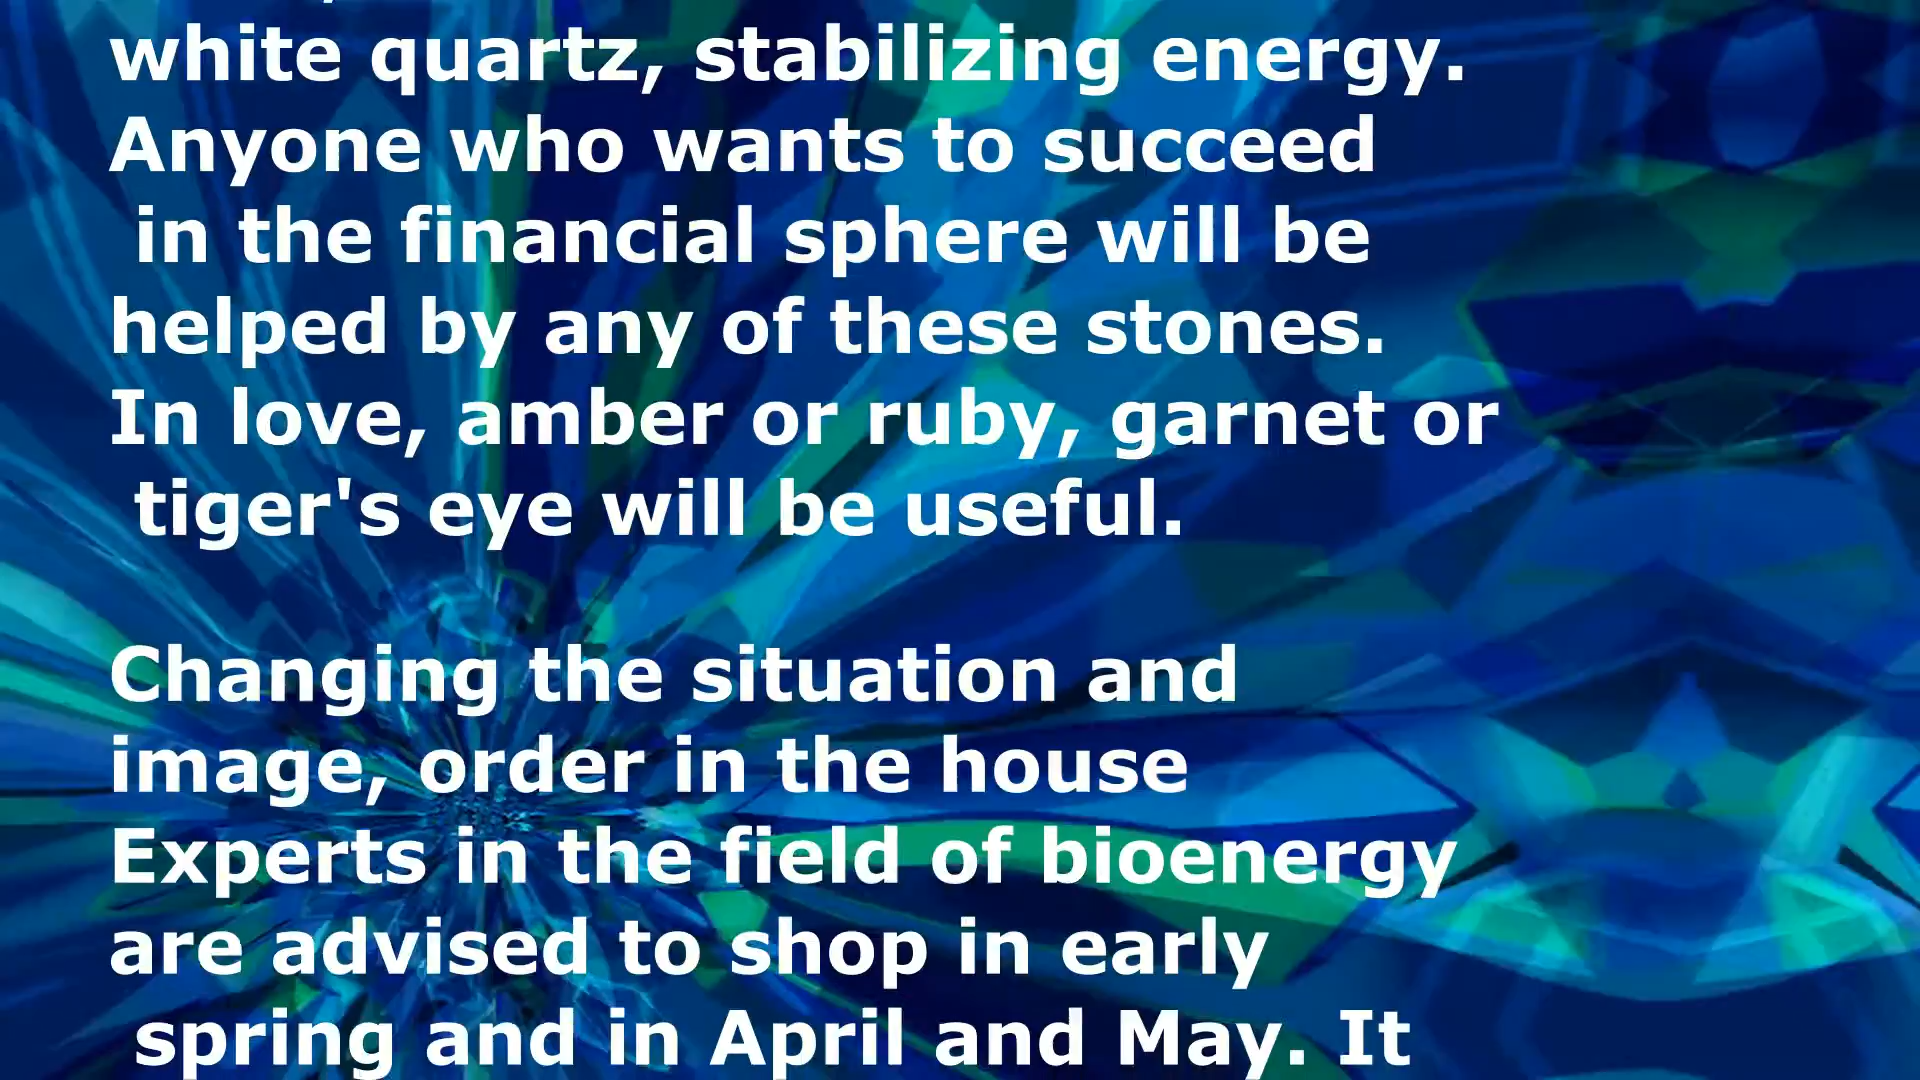 white quartz, stabilizing energy.
Anyone who wants to succeed
in the financial sphere will be
helped by any of these stones.
In love, amber or ruby, garnet or
tiger's eye will be useful.
Changing the situation and
image, order in the house
Experts in the field of bioenergy
are advised to shop in early
spring and in April and May. It